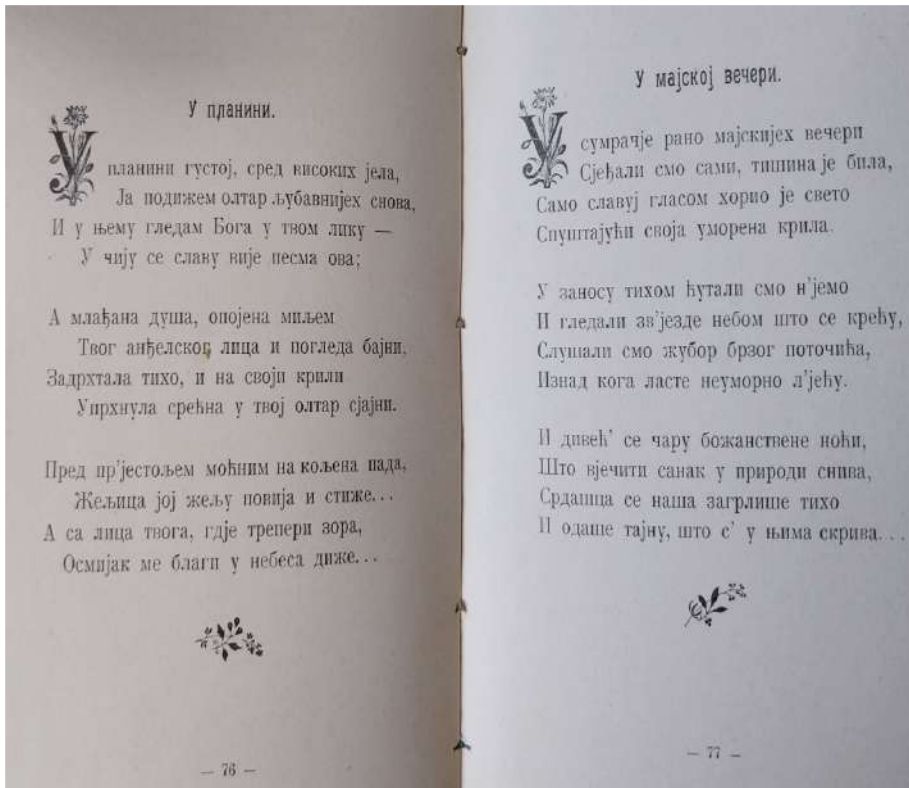 У планини.
У планини густој, сред високих јела,
Ја подижем олтар љубавнијех снова,
И у њему гледам Бога у твом лику —
У чију се славу вије песма ова;
А млађана душа, опојена миљем
Твог анђелског лица и погледа бајни,
Задрхтала тихо, и на своји крили
Упрхнула срећна у твој олтар сјајни.
Пред пр’јестољем моћним на кољена пада,
Жељица јој жељу повија и стиже...
А са лица твога, гдје трепери зора,
Осмијак ме благи у небеса диже...
— 76 —
У мајској вечери.
У сумрачје рано мајскијех вечери
Сјеђали смо сами, тишина је била,
Само славуј гласом хорио је свето
Спуштајући своја уморена крила.
У заносу тихом ћутали смо н’јемо
И гледали зв’језде небом што се крећу,
Слушали смо жубор брзог поточића,
Изнад кога ласте неуморно л’јећу.
И дивећ’ се чару божанствене ноћи,
Што вјечити санак у природи снива,
Срдашца се наша загрлише тихо
И одаше тајну, што с’ у њима скрива...
— 77 —